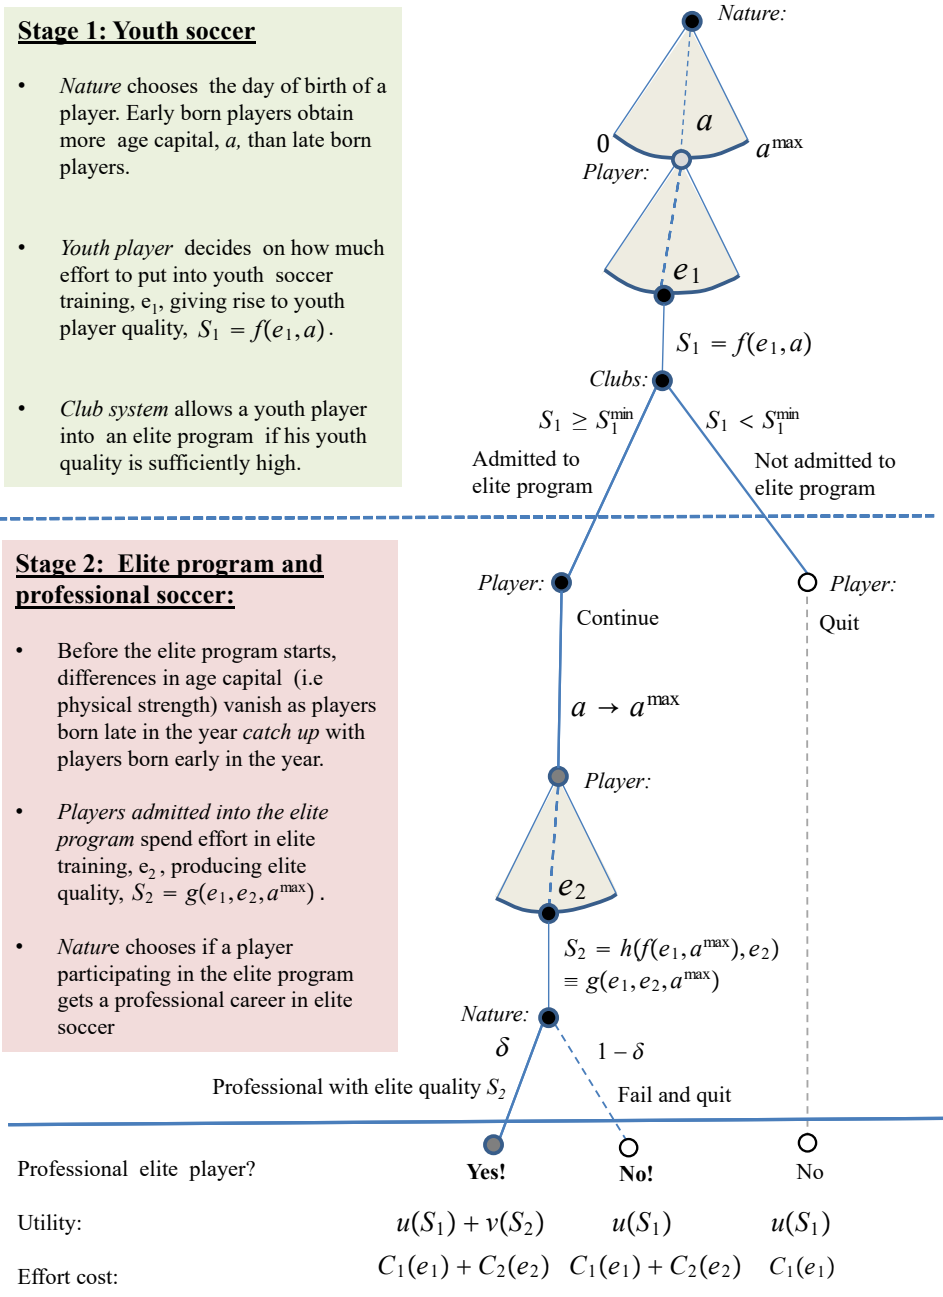 Stage 1: Youth soccer
• Nature chooses the day of birth of a
player. Early born players obtain
more age capital, a, than late born
players.
• Youth player decides on how much
effort to put into youth soccer
training, e₁, giving rise to youth
player quality, S₁ = f(e₁,a).
• Club system allows a youth player
into an elite program if his youth
quality is sufficiently high.
Nature:
a
0
a^max
Player:
e₁
S₁ = f(e₁,a)
Clubs:
S₁ ≥ S₁^min
S₁ < S₁^min
Admitted to
elite program
Not admitted to
elite program
Stage 2: Elite program and
professional soccer:
• Before the elite program starts,
differences in age capital (i.e
physical strength) vanish as players
born late in the year catch up with
players born early in the year.
• Players admitted into the elite
program spend effort in elite
training, e₂, producing elite
quality, S₂ = g(e₁,e₂,a^max).
• Nature chooses if a player
participating in the elite program
gets a professional career in elite
soccer
Player:
Continue
Player:
Quit
a → a^max
Player:
e₂
S₂ = h(f(e₁,a^max),e₂)
≡ g(e₁,e₂,a^max)
Nature:
δ
1 − δ
Professional with elite quality S₂
Fail and quit
Professional elite player?
Yes!
No!
No
Utility:
u(S₁) + v(S₂)
u(S₁)
u(S₁)
Effort cost:
C₁(e₁) + C₂(e₂)
C₁(e₁) + C₂(e₂)
C₁(e₁)